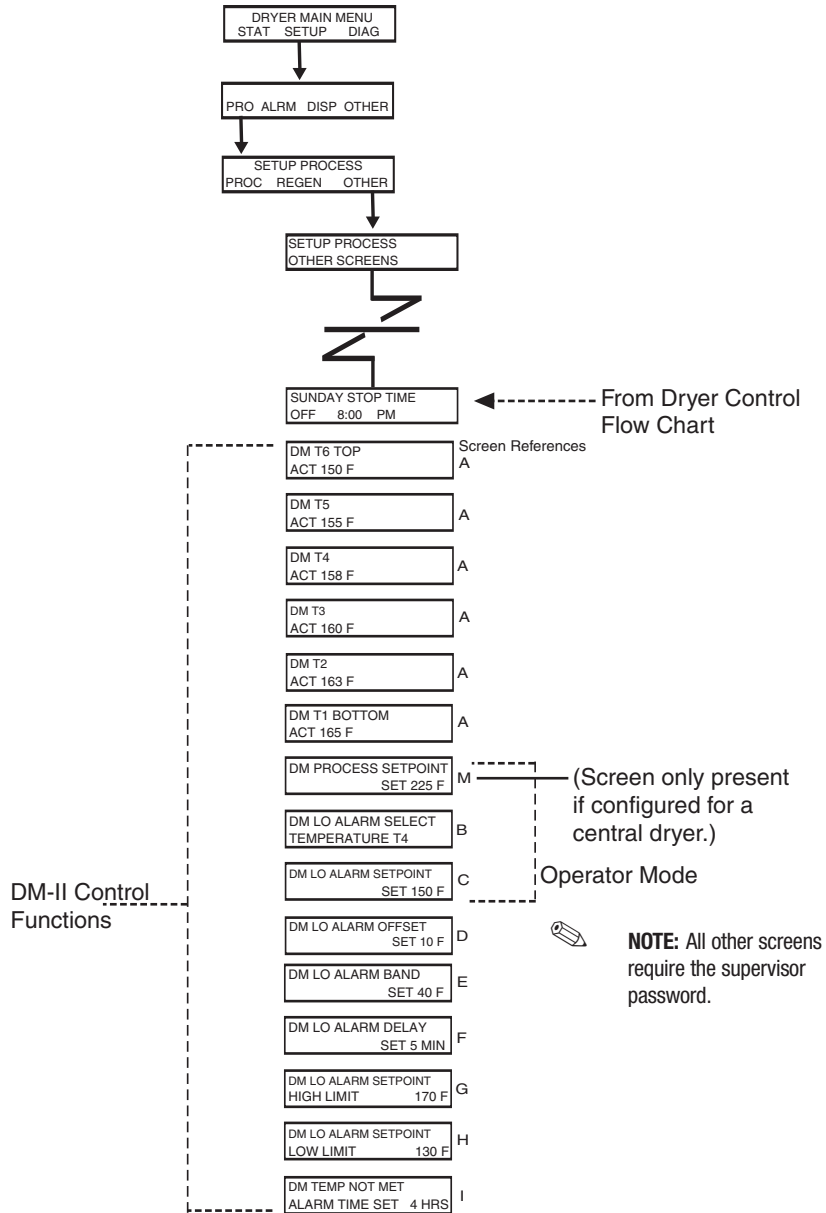 DRYER MAIN MENU
STAT SETUP DIAG
PRO ALRM DISP OTHER
SETUP PROCESS
PROC REGEN OTHER
SETUP PROCESS
OTHER SCREENS
SUNDAY STOP TIME
OFF 8:00 PM
From Dryer Control
Flow Chart
Screen References
DM T6 TOP
ACT 150 F
A
DM T5
ACT 155 F
A
DM T4
ACT 158 F
A
DM T3
ACT 160 F
A
DM T2
ACT 163 F
A
DM T1 BOTTOM
ACT 165 F
A
DM PROCESS SETPOINT
SET 225 F
M
(Screen only present
if configured for a
central dryer.)
DM LO ALARM SELECT
TEMPERATURE T4
B
DM LO ALARM SETPOINT
SET 150 F
C
Operator Mode
DM-II Control
Functions
DM LO ALARM OFFSET
SET 10 F
D
NOTE: All other screens
require the supervisor
password.
DM LO ALARM BAND
SET 40 F
E
DM LO ALARM DELAY
SET 5 MIN
F
DM LO ALARM SETPOINT
HIGH LIMIT 170 F
G
DM LO ALARM SETPOINT
LOW LIMIT 130 F
H
DM TEMP NOT MET
ALARM TIME SET 4 HRS
I